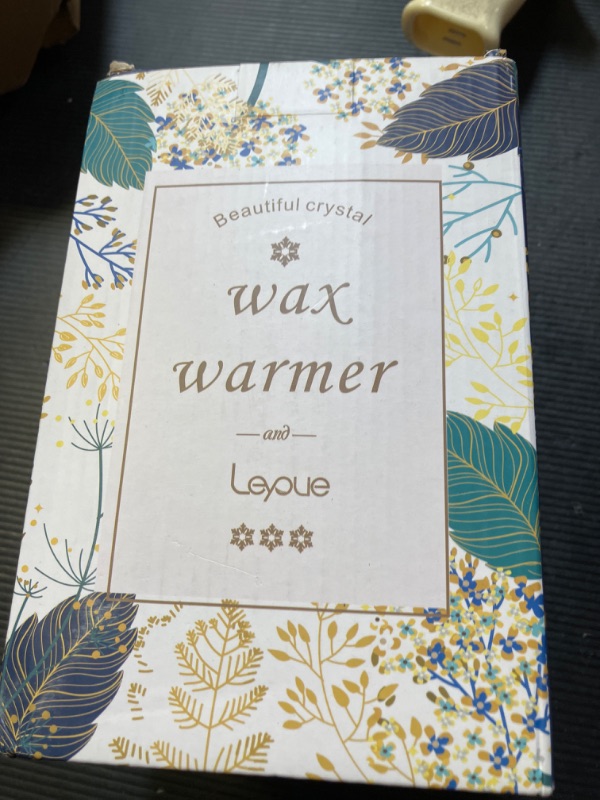 Beautiful crystal
wax
warmer
and
Leyoue